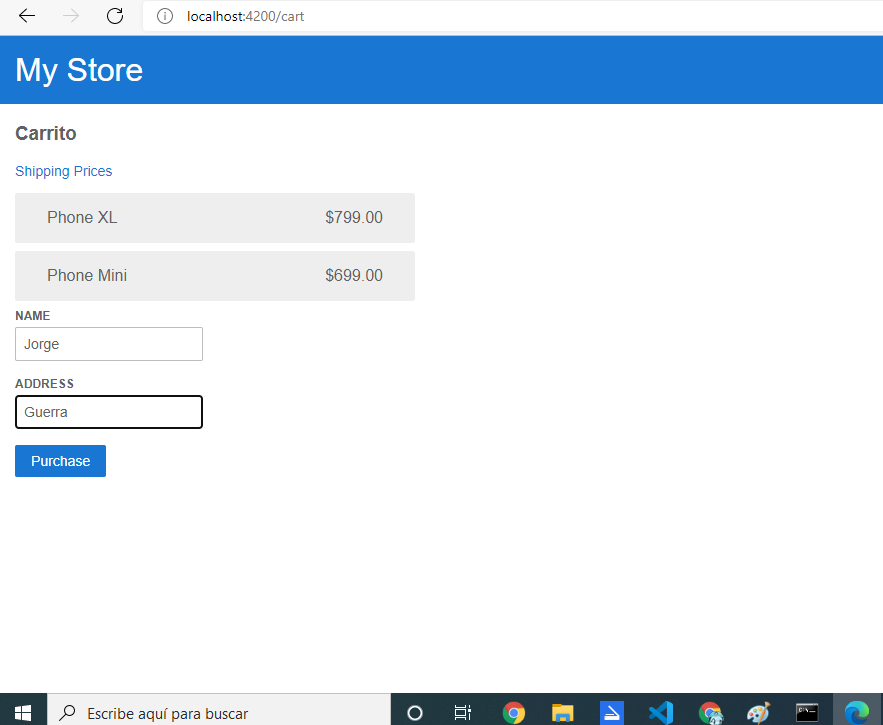 localhost:4200/cart
My Store
Carrito
Shipping Prices
Phone XL $799.00
Phone Mini $699.00
NAME
Jorge
ADDRESS
Guerra
Purchase
Escribe aquí para buscar